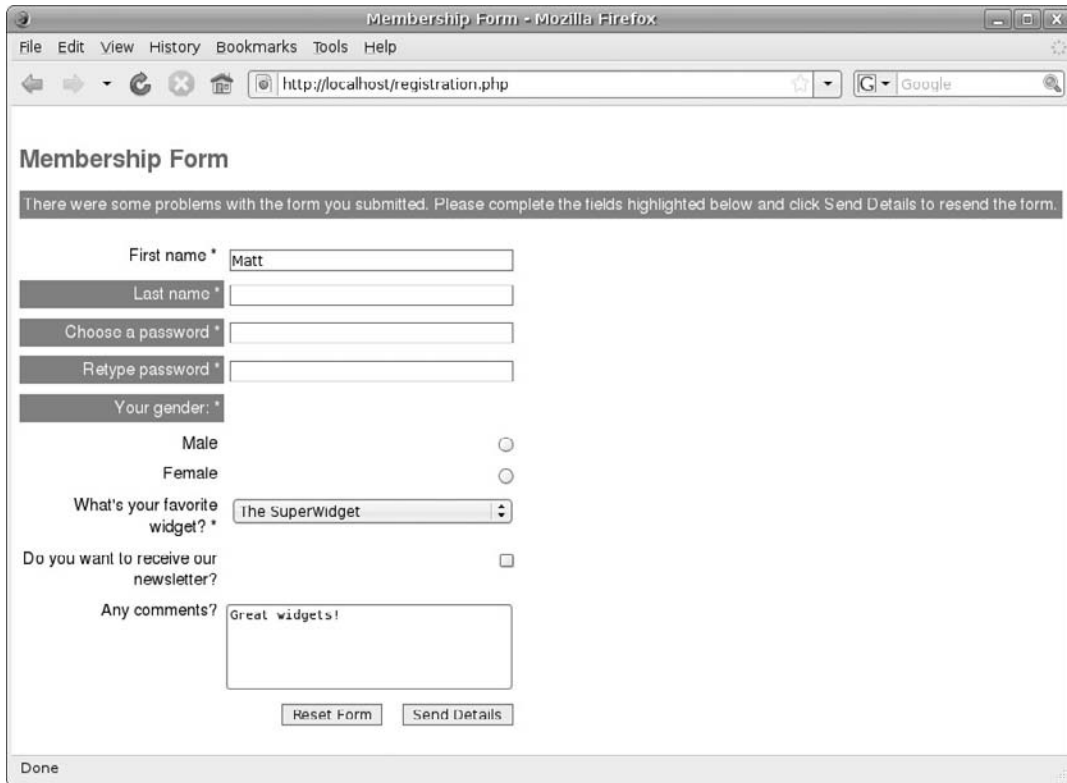 Membership Form - Mozilla Firefox
File Edit View History Bookmarks Tools Help
http://localhost/registration.php
G Google
Membership Form
There were some problems with the form you submitted. Please complete the fields highlighted below and click Send Details to resend the form.
First name * Matt
Last name *
Choose a password *
Retype password *
Your gender: *
Male
Female
What's your favorite
widget? *
The SuperWidget
Do you want to receive our
newsletter?
Any comments? Great widgets!
Reset Form Send Details
Done